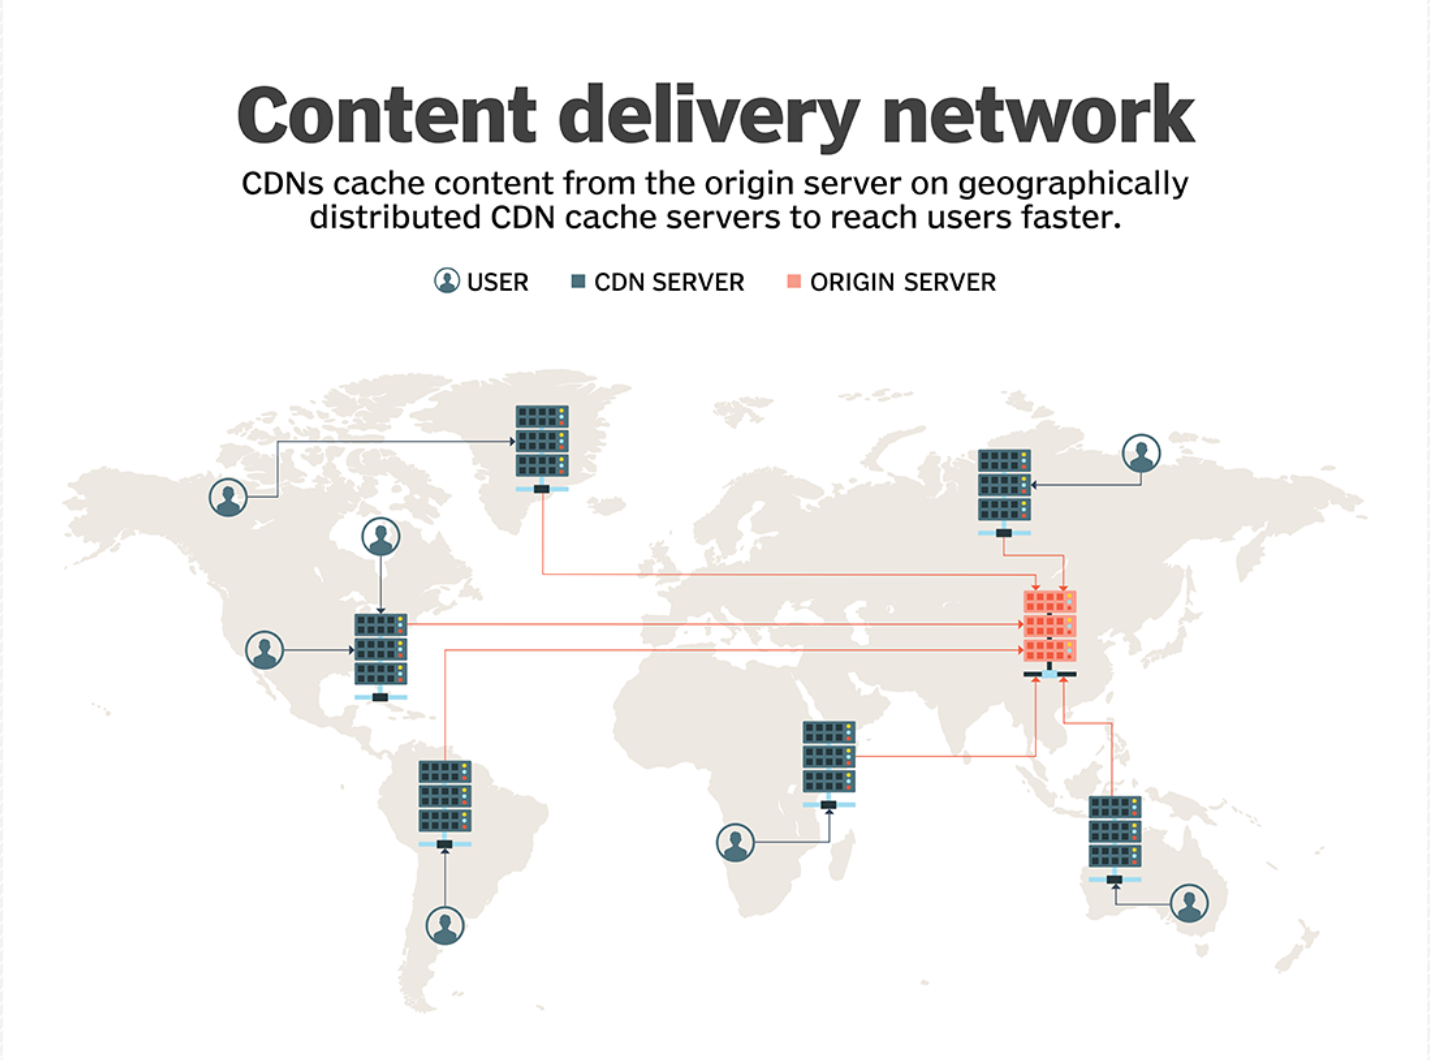 Content delivery network
CDNs cache content from the origin server on geographically
distributed CDN cache servers to reach users faster.
USER CDN SERVER ORIGIN SERVER